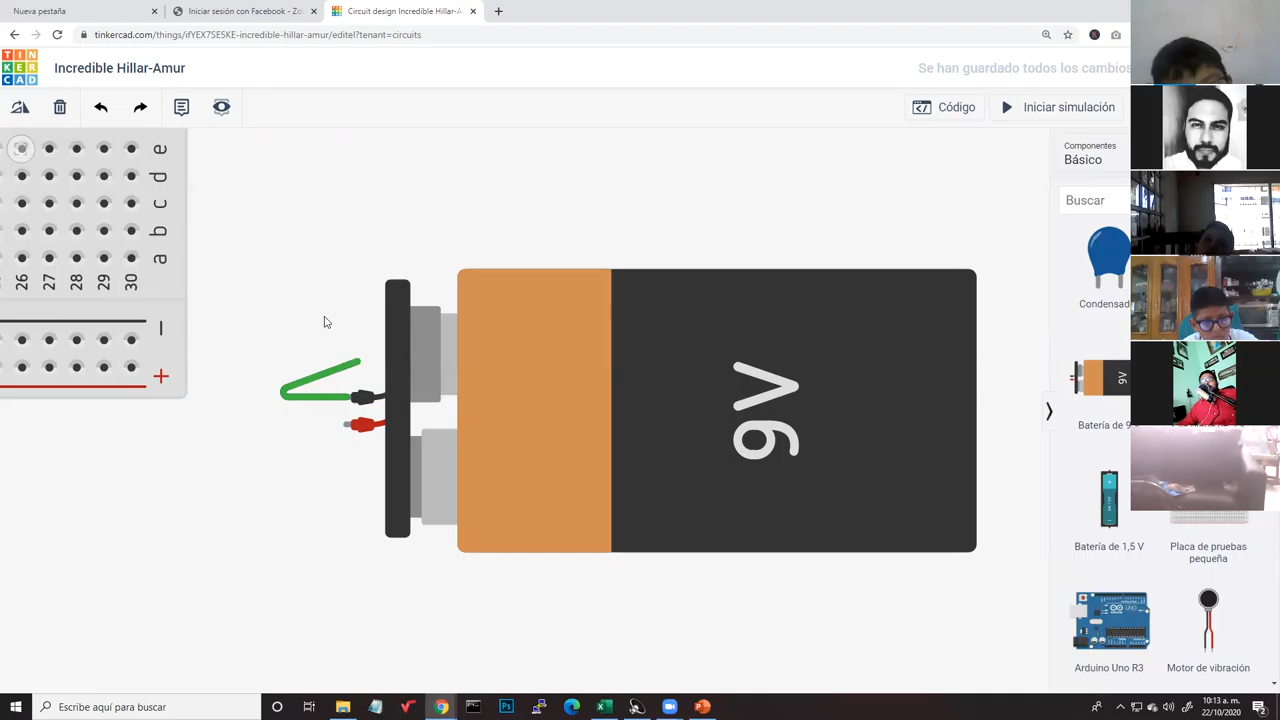 Nueva pestaña
Iniciar sesión con Facebook - Zo
Circuit design Incredible Hillar-A
tinkercad.com/things/ifYEX7SE5KE-incredible-hillar-amur/editel?tenant=circuits
TIN
KER
CAD
Incredible Hillar-Amur
Se han guardado todos los cambios
Código
Iniciar simulación
Componentes
Básico
Buscar
e
d
c
b
a
26 27 28 29 30
−
+
9V
Condensad
9V
Batería de 9
Batería de 1,5 V
Placa de pruebas
pequeña
Arduino Uno R3
Motor de vibración
Escribe aquí para buscar
10:13 a. m.
22/10/2020
2